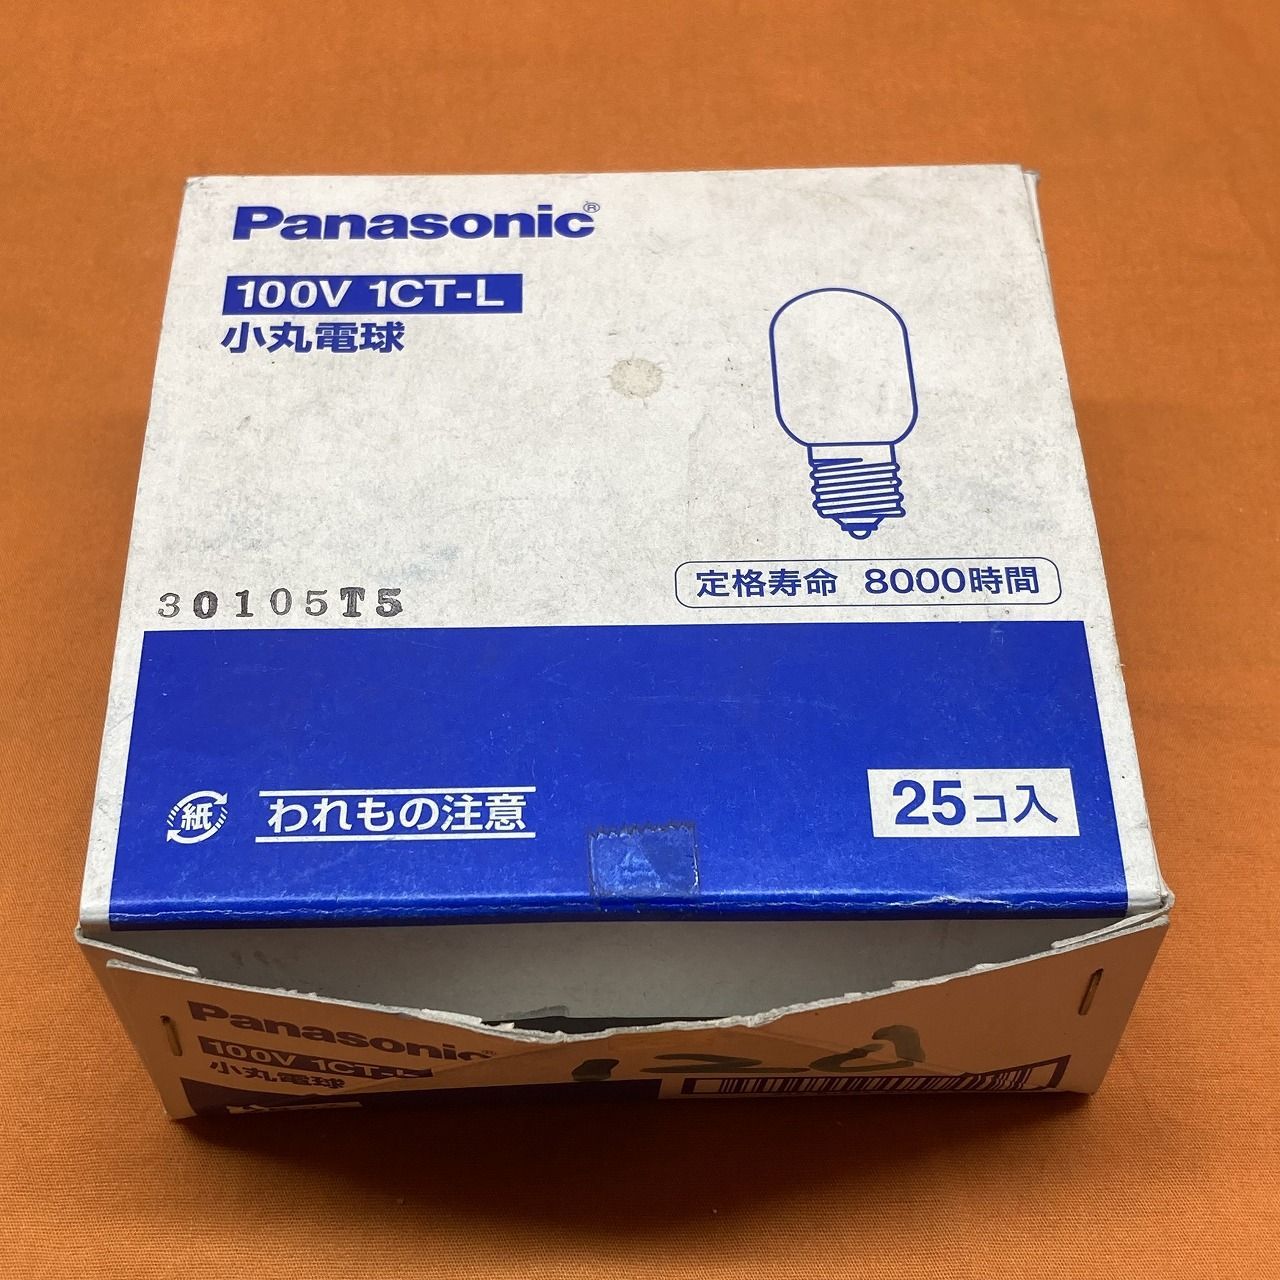 Panasonic®
100V 1CT-L
小丸電球
定格寿命 8000時間
30105T5
紙
われもの注意
25コ入
Panasonic®
100V 1CT-L
小丸電球